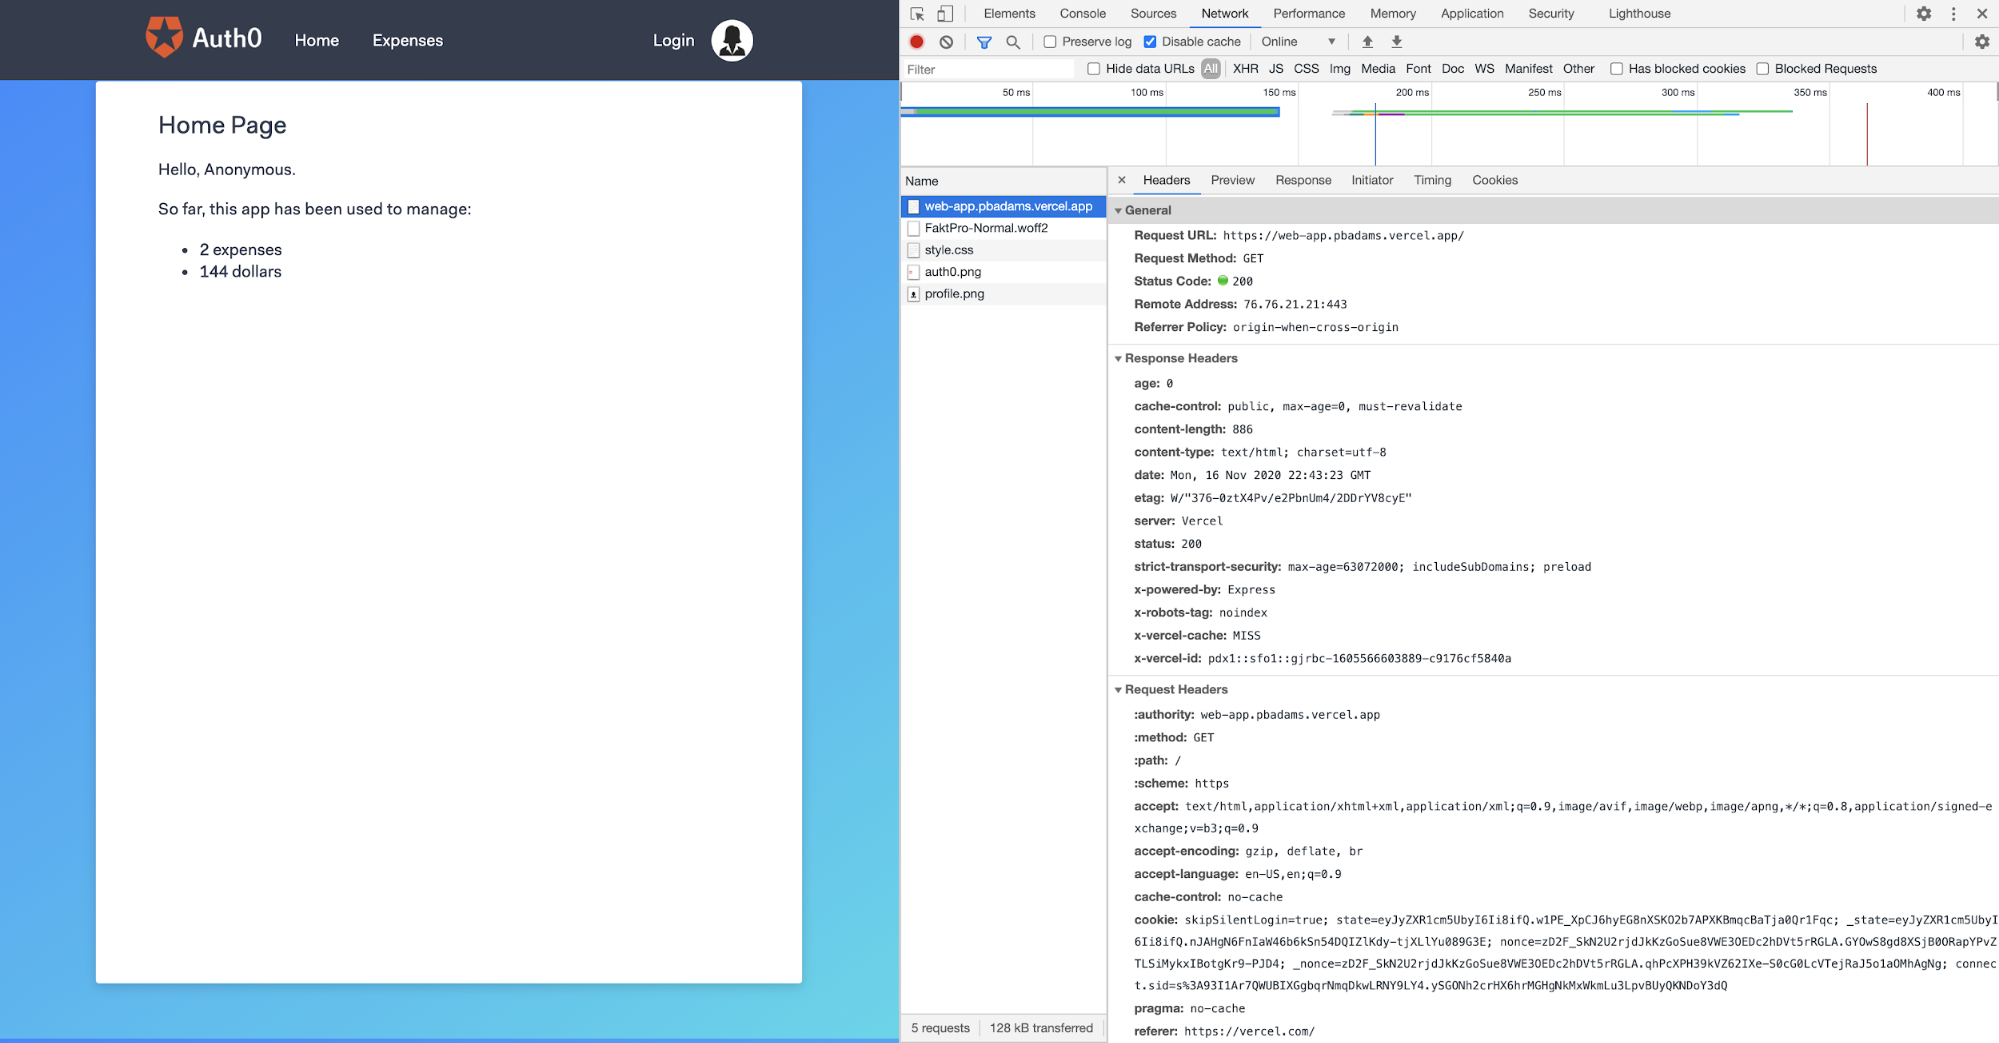 Auth0 Home Expenses Login
Home Page
Hello, Anonymous.
So far, this app has been used to manage:
• 2 expenses
• 144 dollars
Elements Console Sources Network Performance Memory Application Security Lighthouse
Preserve log Disable cache Online
Filter Hide data URLs All XHR JS CSS Img Media Font Doc WS Manifest Other Has blocked cookies Blocked Requests
50 ms 100 ms 150 ms 200 ms 250 ms 300 ms 350 ms 400 ms
Name
web-app.pbadams.vercel.app
FaktPro-Normal.woff2
style.css
auth0.png
profile.png
5 requests 128 kB transferred
× Headers Preview Response Initiator Timing Cookies
General
Request URL: https://web-app.pbadams.vercel.app/
Request Method: GET
Status Code: 200
Remote Address: 76.76.21.21:443
Referrer Policy: origin-when-cross-origin
Response Headers
age: 0
cache-control: public, max-age=0, must-revalidate
content-length: 886
content-type: text/html; charset=utf-8
date: Mon, 16 Nov 2020 22:43:23 GMT
etag: W/"376-0ztX4Pv/e2PbnUm4/2DDrYV8cyE"
server: Vercel
status: 200
strict-transport-security: max-age=63072000; includeSubDomains; preload
x-powered-by: Express
x-robots-tag: noindex
x-vercel-cache: MISS
x-vercel-id: pdx1::sfo1::gjrbc-1605566603889-c9176cf5840a
Request Headers
:authority: web-app.pbadams.vercel.app
:method: GET
:path: /
:scheme: https
accept: text/html,application/xhtml+xml,application/xml;q=0.9,image/avif,image/webp,image/apng,*/*;q=0.8,application/signed-e
xchange;v=b3;q=0.9
accept-encoding: gzip, deflate, br
accept-language: en-US,en;q=0.9
cache-control: no-cache
cookie: skipSilentLogin=true; state=eyJyZXR1cm5UbyI6Ii8ifQ.w1PE_XpCJ6hyEG8nXSKO2b7APXKBmqcBaTja0Qr1Fqc; _state=eyJyZXR1cm5UbyI
6Ii8ifQ.nJAHgN6FnIaW46b6kSn54DQIZlKdy-tjXLlYu089G3E; nonce=zD2F_SkN2U2rjdJkKzGoSue8VWE3OEDc2hDVt5rRGLA.GYOwS8gd8XSjB0ORapYPvZ
TLSiMykxIBotgKr9-PJD4; _nonce=zD2F_SkN2U2rjdJkKzGoSue8VWE3OEDc2hDVt5rRGLA.qhPcXPH39kVZ62IXe-S0cG0LcVTejRaJ5o1aOMhAgNg; connec
t.sid=s%3A93I1Ar7QWUBIXGgbqrNmqDkwLRNY9LY4.ySGONh2crHX6hrMGHgNkMxWkmLu3LpvBUyQKNDoY3dQ
pragma: no-cache
referer: https://vercel.com/